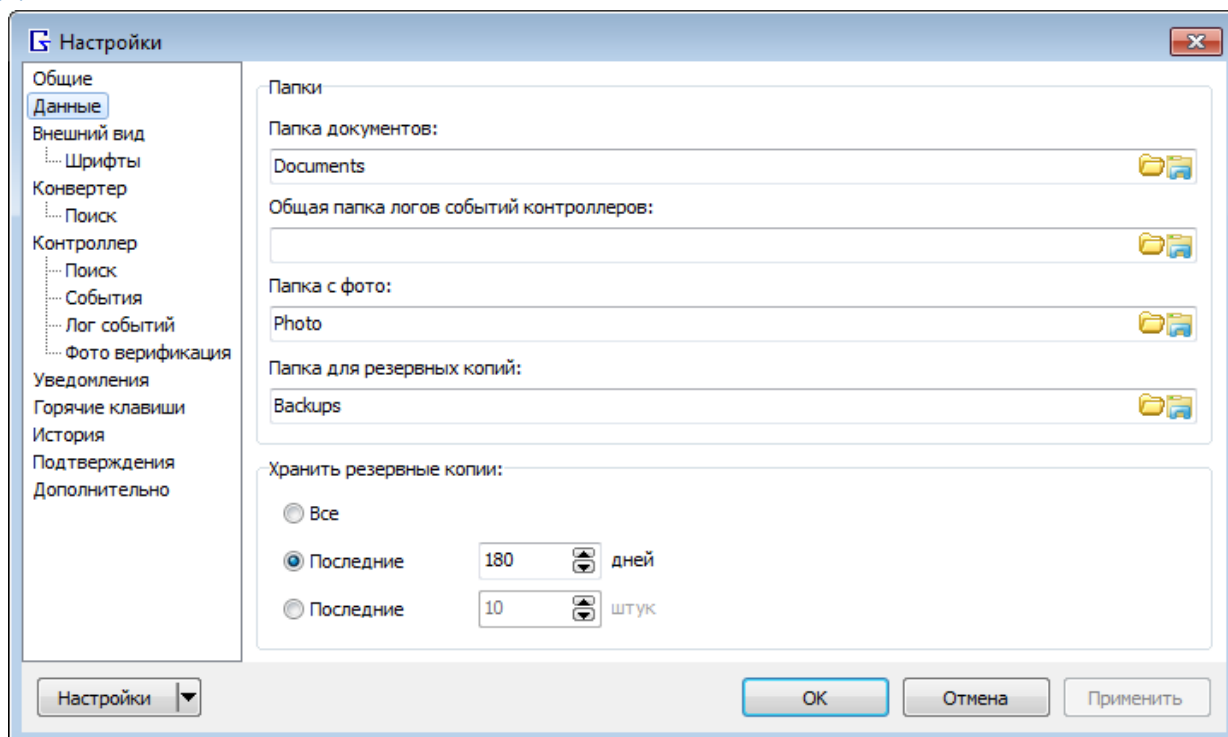 Настройки
Общие
Данные
Внешний вид
Шрифты
Конвертер
Поиск
Контроллер
Поиск
События
Лог событий
Фото верификация
Уведомления
Горячие клавиши
История
Подтверждения
Дополнительно
Папки
Папка документов:
Documents
Общая папка логов событий контроллеров:
Папка с фото:
Photo
Папка для резервных копий:
Backups
Хранить резервные копии:
Все
Последние 180 дней
Последние 10 штук
Настройки
OK
Отмена
Применить